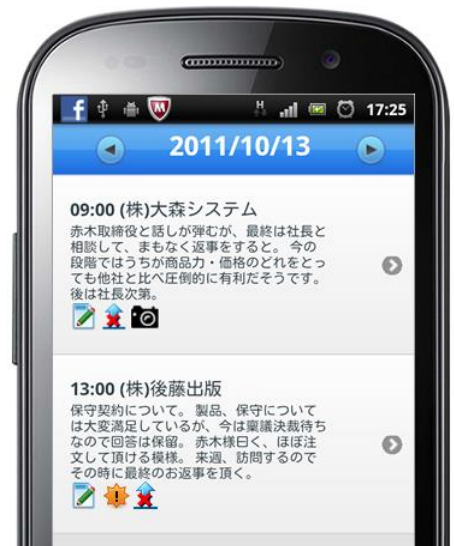 H
17:25
2011/10/13
09:00 (株)大森システム
赤木取締役と話しが弾むが、最終は社長と
相談して、まもなく返事をすると。 今の
段階ではうちが商品力・価格のどれをとっ
ても他社と比べ圧倒的に有利だそうです。
後は社長次第。
13:00 (株)後藤出版
保守契約について。 製品、保守について
は大変満足しているが、今は稟議決裁待ち
なので回答は保留。 赤木様曰く、ほぼ注
文して頂ける模様。 来週、訪問するので
その時に最終のお返事を頂く。